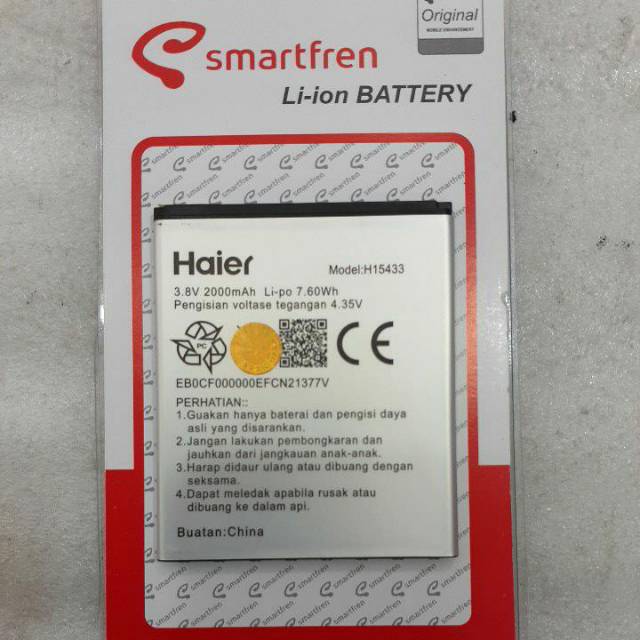 Original
MOBILE ENHANCEMENT
smartfren
Li-ion BATTERY
Haier
Model:H15433
3.8V 2000mAh Li-po 7.60Wh
Pengisian voltase tegangan 4.35V
PC
CE
EB0CF000000EFCN21377V
PERHATIAN::
1.Guakan hanya baterai dan pengisi daya
asli yang disarankan.
2.Jangan lakukan pembongkaran dan
jauhkan dari jangkauan anak-anak.
3.Harap didaur ulang atau dibuang dengan
seksama.
4.Dapat meledak apabila rusak atau
dibuang ke dalam api.
Buatan:China